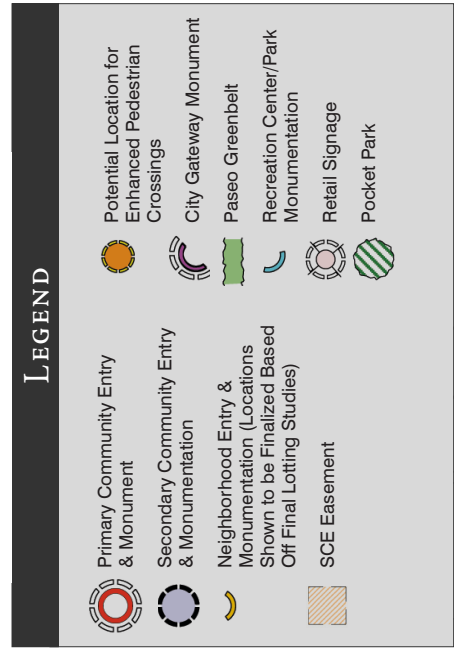 LEGEND
Primary Community Entry
& Monument
Secondary Community Entry
& Monumentation
Neighborhood Entry &
Monumentation (Locations
Shown to be Finalized Based
Off Final Lotting Studies)
SCE Easement
Potential Location for
Enhanced Pedestrian
Crossings
City Gateway Monument
Paseo Greenbelt
Recreation Center/Park
Monumentation
Retail Signage
Pocket Park